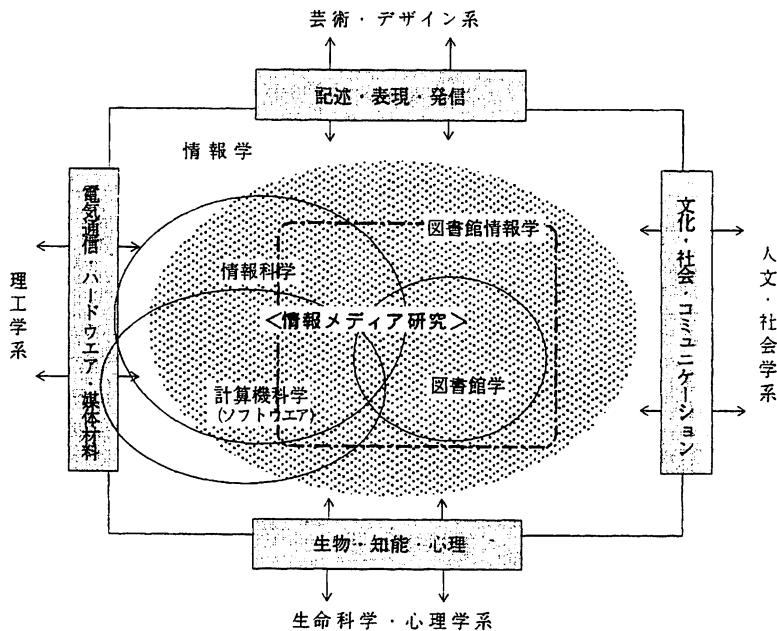 芸術・デザイン系
記述・表現・発信
情報学
電気通信・ハードウエア・媒体材料
理工学系
図書館情報学
情報科学
<情報メディア研究>
計算機科学
(ソフトウエア)
図書館学
文化・社会・コミュニケーション
人文・社会学系
生物・知能・心理
生命科学・心理学系